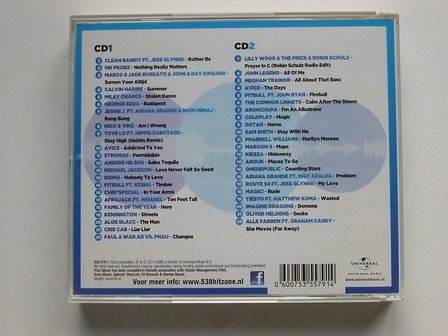 CD1
1 CLEAN BANDIT FT. JESS GLYNNE - Rather Be
2 MR PROBZ - Nothing Really Matters
3 MARCO & JADE BORSATO & JOHN & DAY EWBANK -
Samen Voor Altijd
4 CALVIN HARRIS - Summer
5 MILKY CHANCE - Stolen Dance
6 GEORGE EZRA - Budapest
7 JESSIE J FT. ARIANA GRANDE & NICKI MINAJ -
Bang Bang
8 NICO & VINZ - Am I Wrong
9 TOVE LO FT. HIPPIE SABOTAGE -
Stay High (Habits Remix)
10 AVICII - Addicted To You
11 STROMAE - Formidable
12 ANDERS NILSEN - Salsa Tequila
13 MICHAEL JACKSON - Love Never Felt So Good
14 SIGMA - Nobody To Love
15 PITBULL FT. KESHA - Timber
16 CHEF'SPECIAL - In Your Arms
17 AFROJACK FT. WRABEL - Ten Feet Tall
18 FAMILY OF THE YEAR - Hero
19 KENSINGTON - Streets
20 ALOE BLACC - The Man
21 CRIS CAB - Liar Liar
22 FAUL & WAD AD VS. PNAU - Changes
CD2
1 LILLY WOOD & THE PRICK & ROBIN SCHULZ -
Prayer in C (Robin Schulz Radio Edit)
2 JOHN LEGEND - All Of Me
3 MEGHAN TRAINOR - All About That Bass
4 AVICII - The Days
5 PITBULL FT. JOHN RYAN - Fireball
6 THE COMMON LINNETS - Calm After The Storm
7 ARONCHUPA - I'm An Albatraoz
8 COLDPLAY - Magic
9 DOTAN - Home
10 SAM SMITH - Stay With Me
11 PHARRELL WILLIAMS - Marilyn Monroe
12 MAROON 5 - Maps
13 KIESZA - Hideaway
14 ANOUK - Places To Go
15 ONEREPUBLIC - Counting Stars
16 ARIANA GRANDE FT. IGGY AZALEA - Problem
17 ROUTE 94 FT. JESS GLYNNE - My Love
18 MAGIC! - Rude
19 TIËSTO FT. MATTHEW KOMA - Wasted
20 IMAGINE DRAGONS - Demons
21 OLIVER HELDENS - Gecko
22 ALLE FARBEN FT. GRAHAM CANDY -
She Moves (Far Away)
Voor meer info: www.538hitzone.nl
f
0 600753 557914
UNIVERSAL
UNIVERSAL MUSIC
www.universalmusic.nl